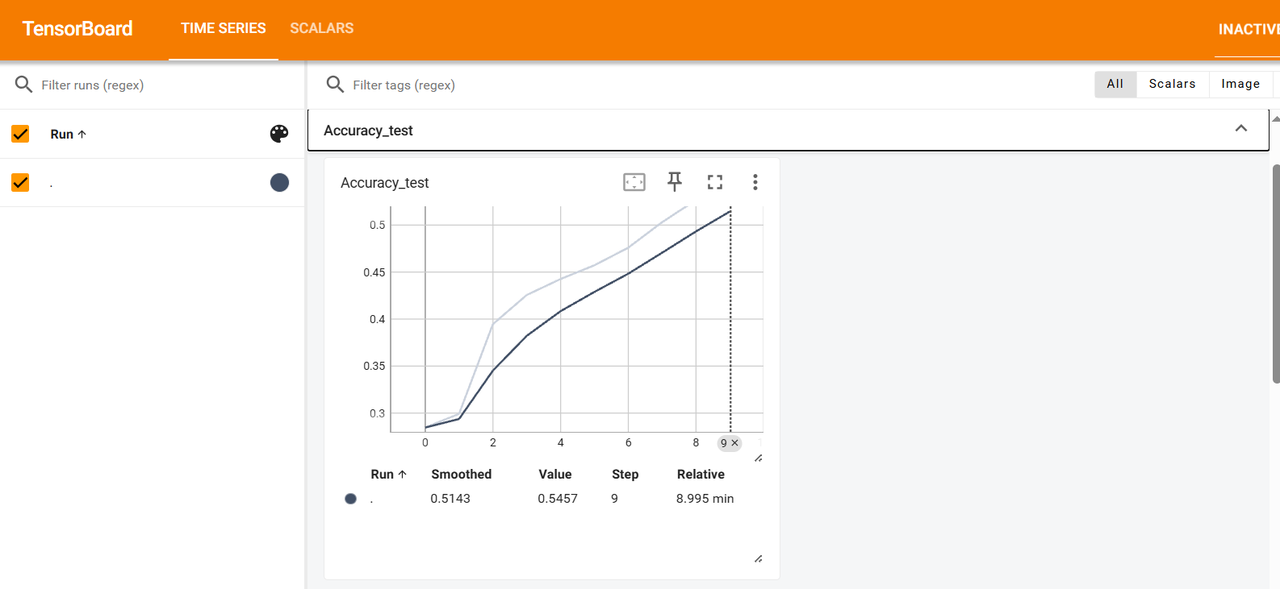 TensorBoard TIME SERIES SCALARS INACTIVE
Filter runs (regex) Filter tags (regex) All Scalars Image
Run ↑ Accuracy_test
.
Accuracy_test
0.5
0.45
0.4
0.35
0.3
0 2 4 6 8 9 ×
Run ↑ Smoothed Value Step Relative
. 0.5143 0.5457 9 8.995 min